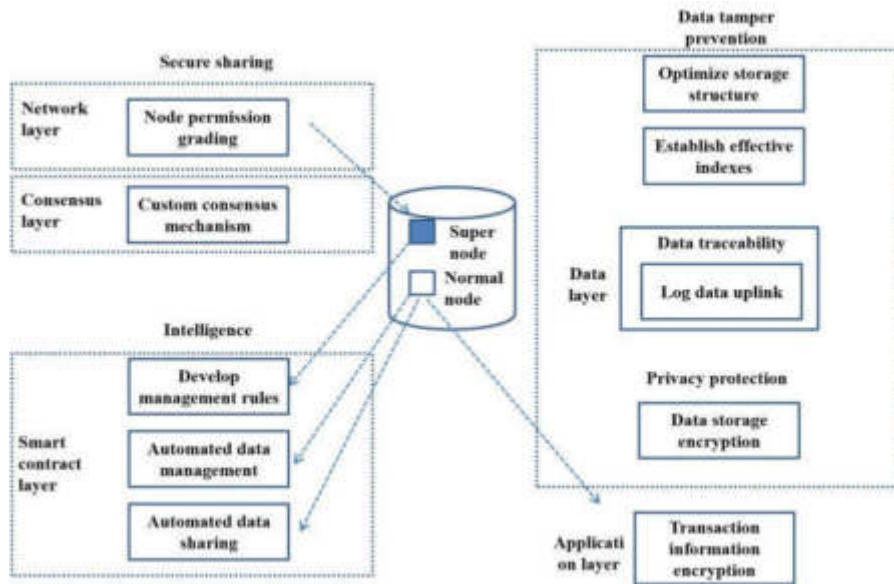 Secure sharing
Network
layer
Node permission
grading
Consensus
layer
Custom consensus
mechanism
Super
node
Normal
node
Intelligence
Smart
contract
layer
Develop
management rules
Automated data
management
Automated data
sharing
Data tamper
prevention
Optimize storage
structure
Establish effective
indexes
Data
layer
Data traceability
Log data uplink
Privacy protection
Data storage
encryption
Applicati
on layer
Transaction
information
encryption